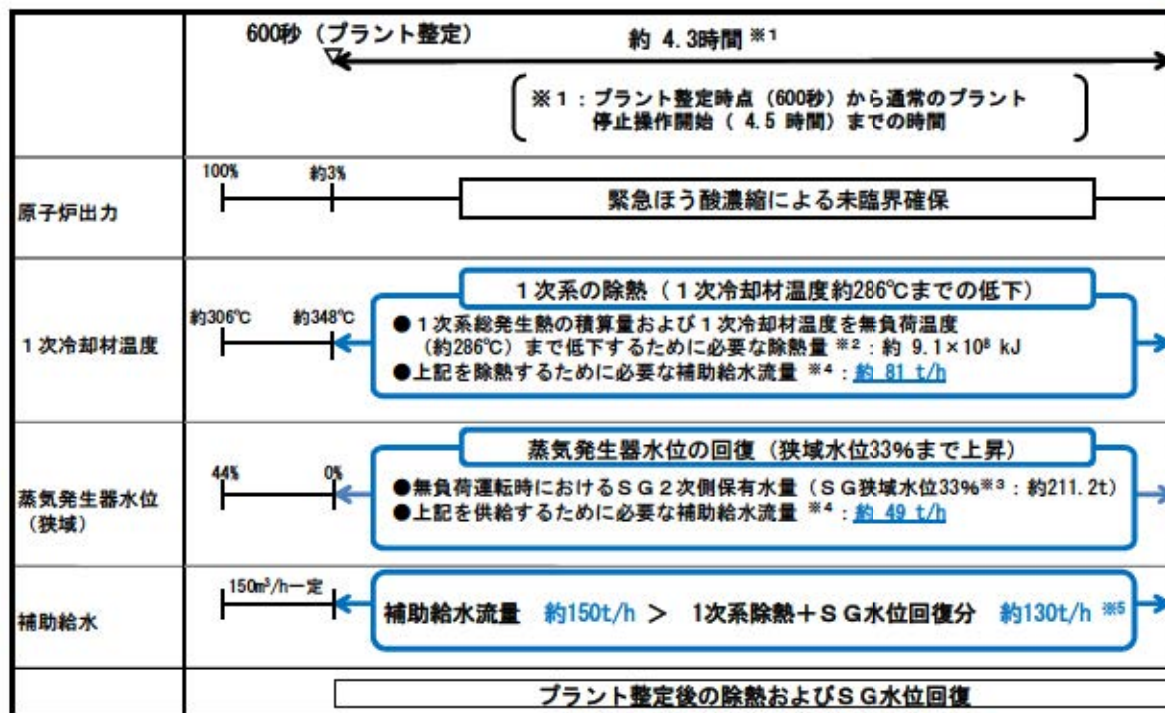 600秒（プラント整定）
約 4.3時間 ※1
※1：プラント整定時点（600秒）から通常のプラント
停止操作開始（ 4.5 時間）までの時間
原子炉出力
100%
約3%
緊急ほう酸濃縮による未臨界確保
1次冷却材温度
約306℃
約348℃
1次系の除熱（1次冷却材温度約286℃までの低下）
●1次系総発生熱の積算量および1次冷却材温度を無負荷温度
（約286℃）まで低下するために必要な除熱量 ※2：約 9.1×10⁸ kJ
●上記を除熱するために必要な補助給水流量 ※4：約 81 t/h
蒸気発生器水位
（狭域）
44%
0%
蒸気発生器水位の回復（狭域水位33%まで上昇）
●無負荷運転時におけるSG2次側保有水量（SG狭域水位33%※3：約211.2t）
●上記を供給するために必要な補助給水流量 ※4：約 49 t/h
補助給水
150m³/h一定
補助給水流量 約150t/h ＞ 1次系除熱＋SG水位回復分 約130t/h ※5
プラント整定後の除熱およびSG水位回復